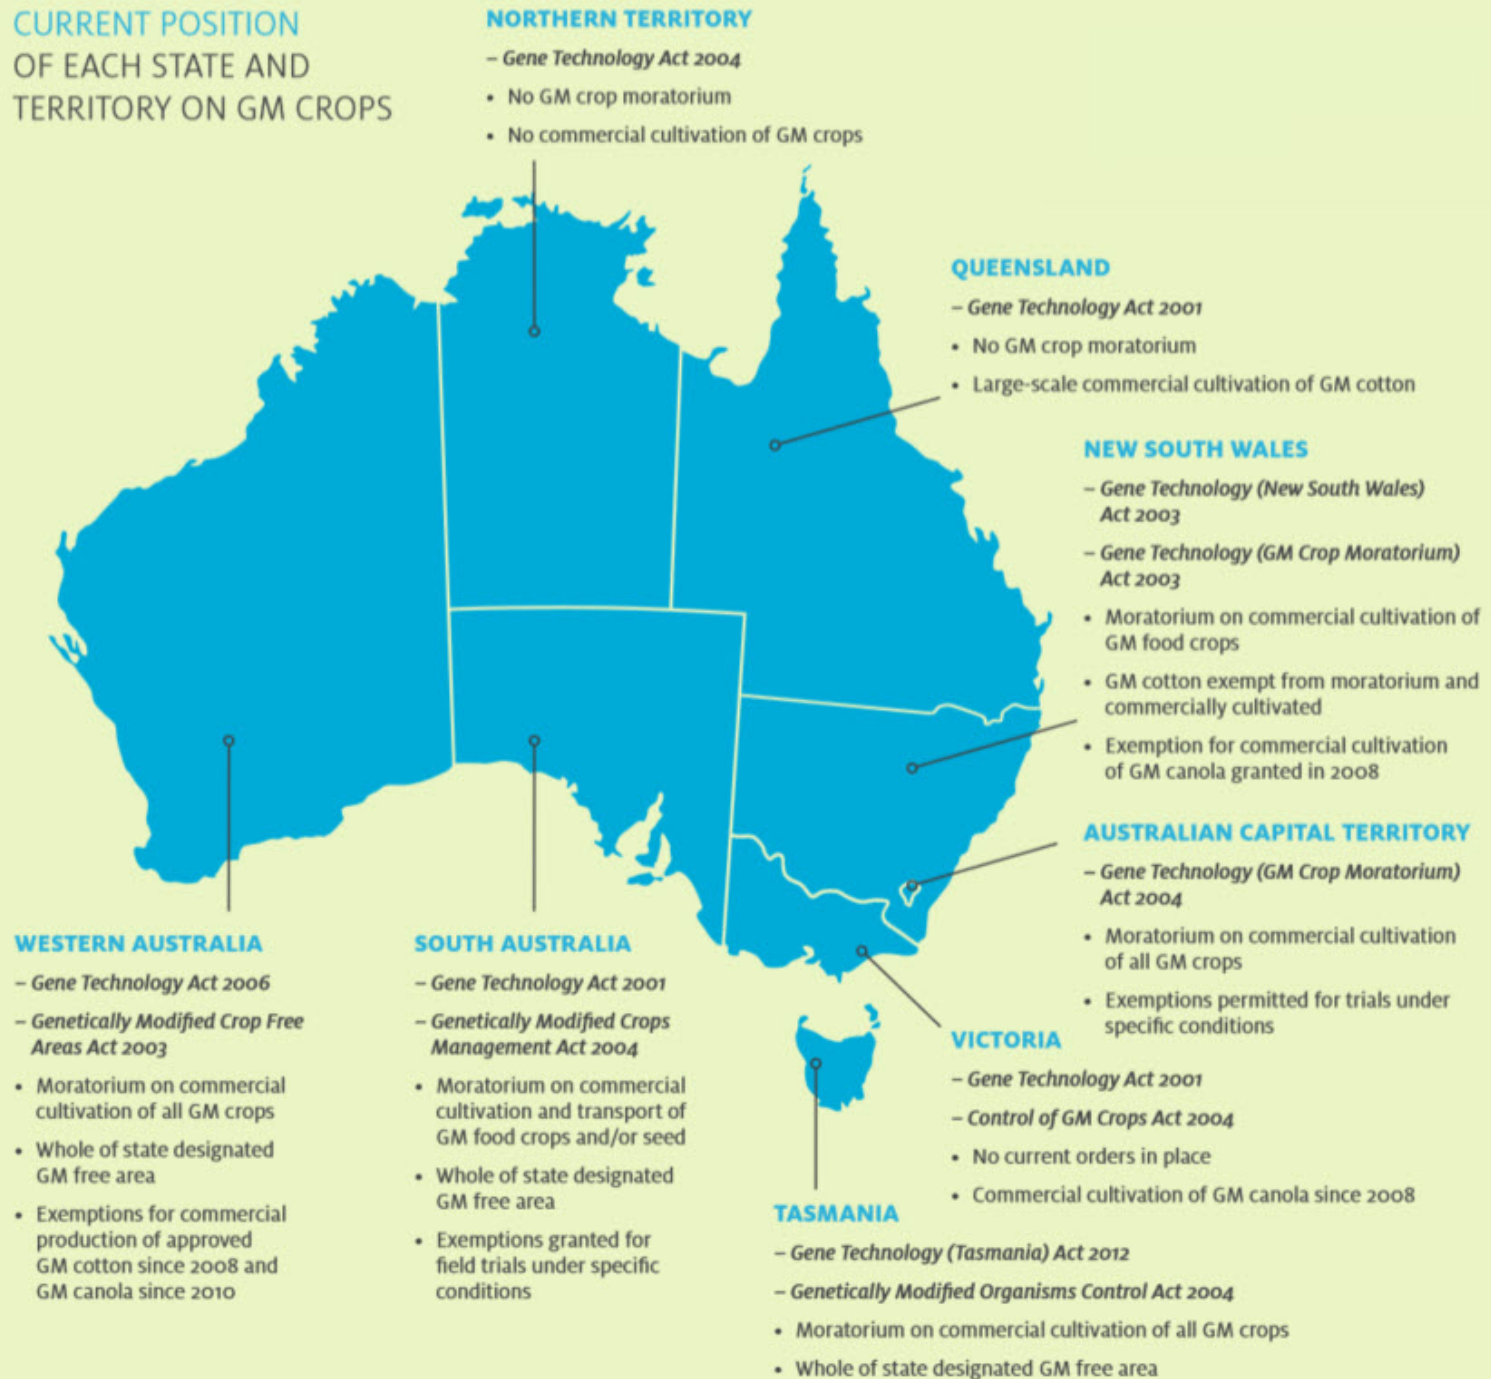 CURRENT POSITION
OF EACH STATE AND
TERRITORY ON GM CROPS
NORTHERN TERRITORY
– Gene Technology Act 2004
• No GM crop moratorium
• No commercial cultivation of GM crops
QUEENSLAND
– Gene Technology Act 2001
• No GM crop moratorium
• Large-scale commercial cultivation of GM cotton
NEW SOUTH WALES
– Gene Technology (New South Wales)
Act 2003
– Gene Technology (GM Crop Moratorium)
Act 2003
• Moratorium on commercial cultivation of
GM food crops
• GM cotton exempt from moratorium and
commercially cultivated
• Exemption for commercial cultivation
of GM canola granted in 2008
AUSTRALIAN CAPITAL TERRITORY
– Gene Technology (GM Crop Moratorium)
Act 2004
• Moratorium on commercial cultivation
of all GM crops
• Exemptions permitted for trials under
specific conditions
WESTERN AUSTRALIA
– Gene Technology Act 2006
– Genetically Modified Crop Free
Areas Act 2003
• Moratorium on commercial
cultivation of all GM crops
• Whole of state designated
GM free area
• Exemptions for commercial
production of approved
GM cotton since 2008 and
GM canola since 2010
SOUTH AUSTRALIA
– Gene Technology Act 2001
– Genetically Modified Crops
Management Act 2004
• Moratorium on commercial
cultivation and transport of
GM food crops and/or seed
• Whole of state designated
GM free area
• Exemptions granted for
field trials under specific
conditions
VICTORIA
– Gene Technology Act 2001
– Control of GM Crops Act 2004
• No current orders in place
• Commercial cultivation of GM canola since 2008
TASMANIA
– Gene Technology (Tasmania) Act 2012
– Genetically Modified Organisms Control Act 2004
• Moratorium on commercial cultivation of all GM crops
• Whole of state designated GM free area